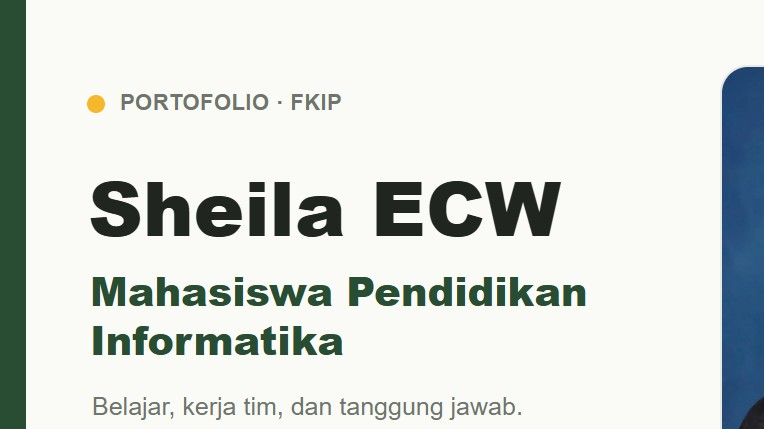 PORTOFOLIO · FKIP
Sheila ECW
Mahasiswa Pendidikan
Informatika
Belajar, kerja tim, dan tanggung jawab.